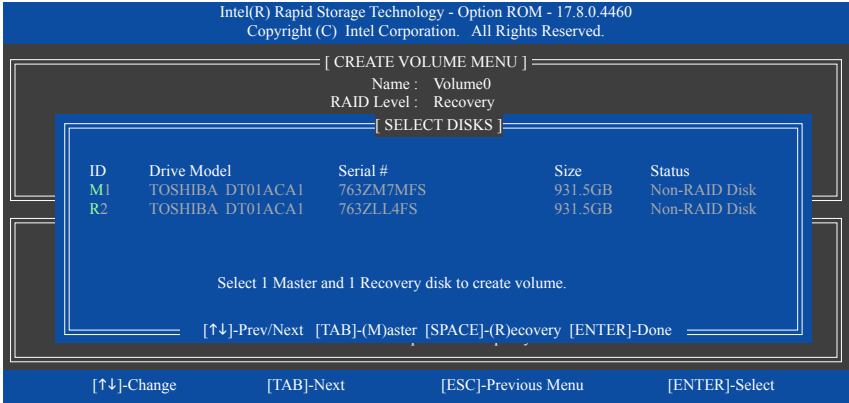 Intel(R) Rapid Storage Technology - Option ROM - 17.8.0.4460
Copyright (C) Intel Corporation. All Rights Reserved.
[ CREATE VOLUME MENU ]
Name : Volume0
RAID Level : Recovery
[ SELECT DISKS ]
ID Drive Model Serial # Size Status
M1 TOSHIBA DT01ACA1 763ZM7MFS 931.5GB Non-RAID Disk
R2 TOSHIBA DT01ACA1 763ZLL4FS 931.5GB Non-RAID Disk
Select 1 Master and 1 Recovery disk to create volume.
[↑↓]-Prev/Next [TAB]-(M)aster [SPACE]-(R)ecovery [ENTER]-Done
[↑↓]-Change [TAB]-Next [ESC]-Previous Menu [ENTER]-Select